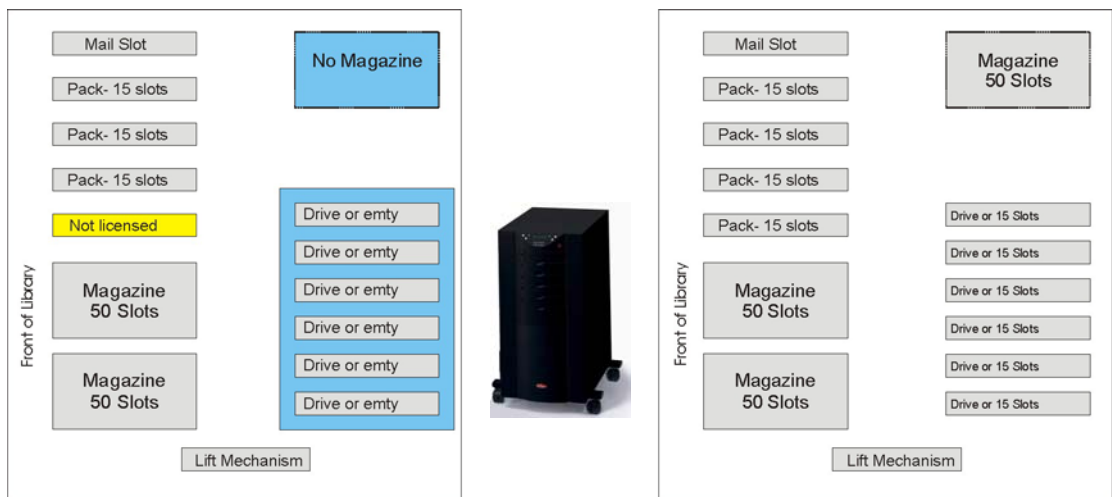 Mail Slot
No Magazine
Pack- 15 slots
Pack- 15 slots
Pack- 15 slots
Not licensed
Drive or emty
Drive or emty
Drive or emty
Drive or emty
Drive or emty
Drive or emty
Front of Library
Magazine
50 Slots
Magazine
50 Slots
Lift Mechanism
Mail Slot
Magazine
50 Slots
Pack- 15 slots
Pack- 15 slots
Pack- 15 slots
Pack- 15 slots
Drive or 15 Slots
Drive or 15 Slots
Drive or 15 Slots
Drive or 15 Slots
Drive or 15 Slots
Drive or 15 Slots
Front of Library
Magazine
50 Slots
Magazine
50 Slots
Lift Mechanism